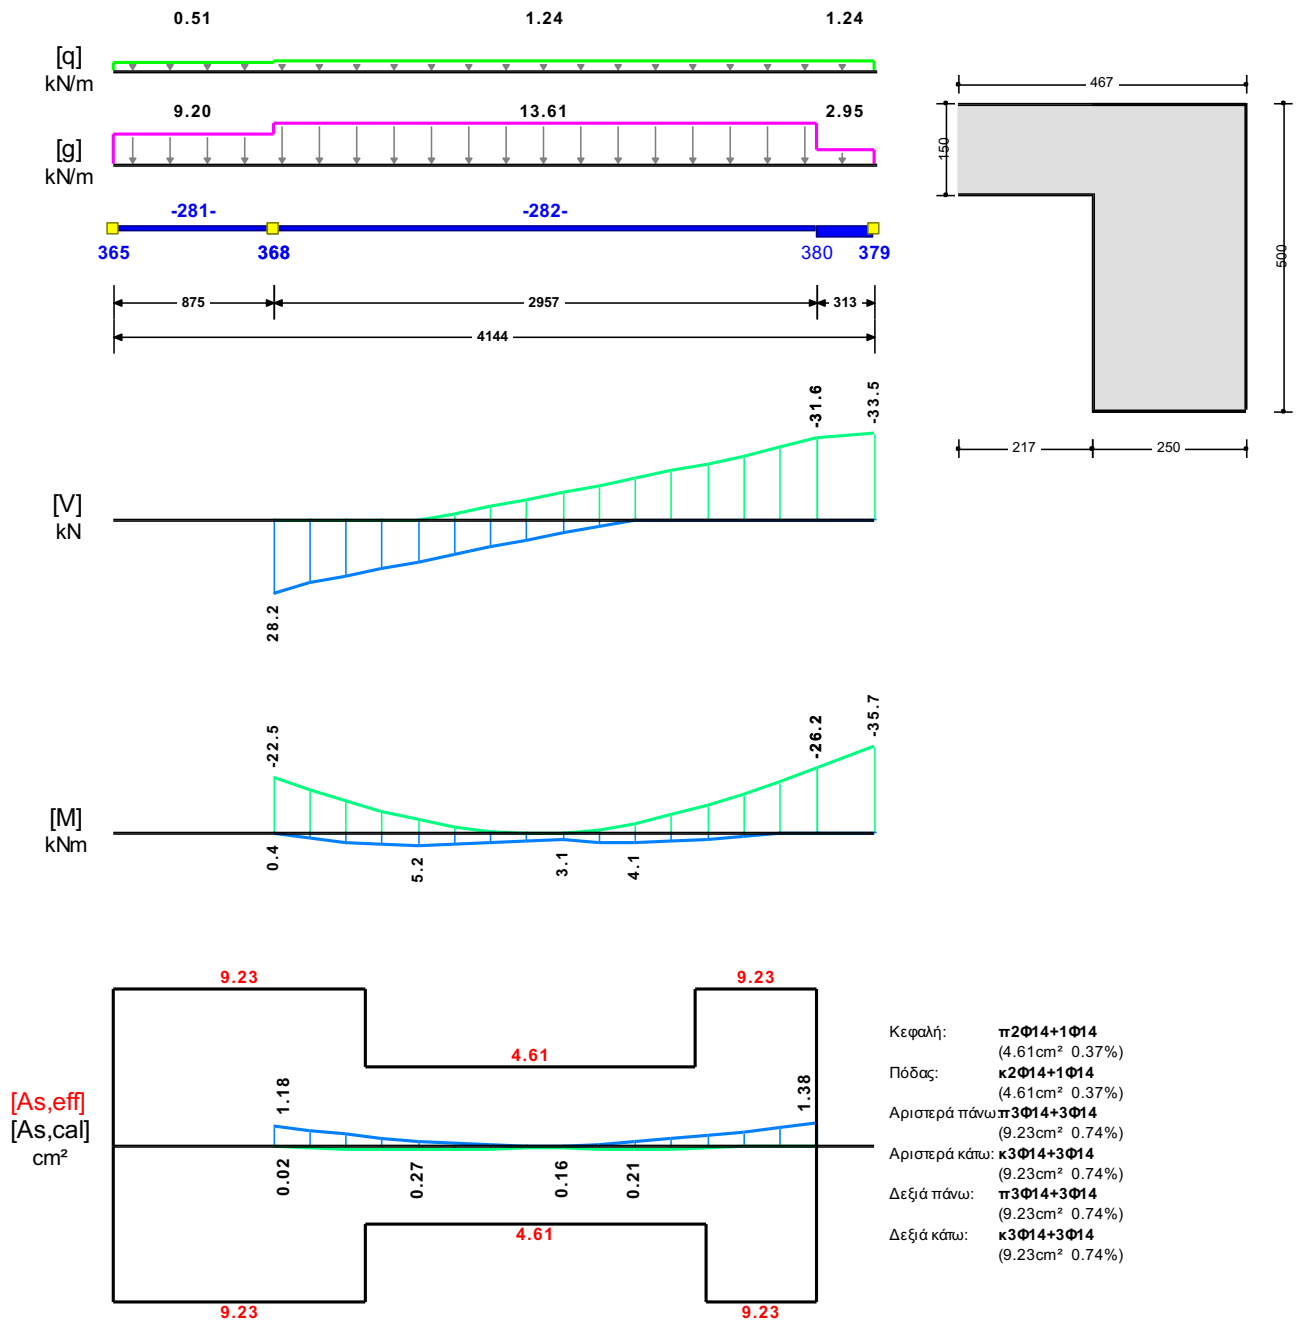 0.51 1.24 1.24
[q]
kN/m
9.20 13.61 2.95
[g]
kN/m
-281- -282-
365 368 380 379
875 2957 313
4144
467
150
500
217 250
[V]
kN
28.2
-31.6
-33.5
[M]
kNm
-22.5
-26.2
-35.7
0.4
5.2
3.1
4.1
9.23 9.23
4.61
[As,eff]
[As,cal]
cm²
1.18
1.38
0.02
0.27
0.16
0.21
4.61
9.23 9.23
Κεφαλή: π2Φ14+1Φ14
(4.61cm² 0.37%)
Πόδας: κ2Φ14+1Φ14
(4.61cm² 0.37%)
Αριστερά πάνω: π3Φ14+3Φ14
(9.23cm² 0.74%)
Αριστερά κάτω: κ3Φ14+3Φ14
(9.23cm² 0.74%)
Δεξιά πάνω: π3Φ14+3Φ14
(9.23cm² 0.74%)
Δεξιά κάτω: κ3Φ14+3Φ14
(9.23cm² 0.74%)